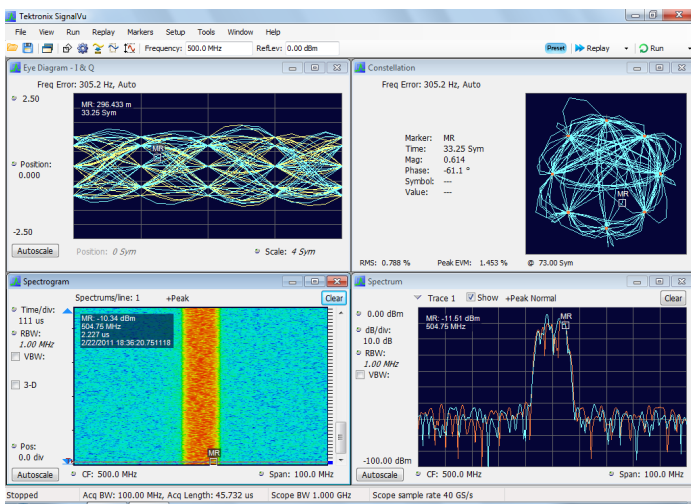 Tektronix SignalVu
File View Run Replay Markers Setup Tools Window Help
Frequency: 500.0 MHz RefLev: 0.00 dBm Preset Replay Run
Eye Diagram - I & Q
Freq Error: 305.2 Hz, Auto
2.50
MR: 296.433 m
33.25 Sym
MR
Position:
0.000
-2.50
Autoscale Position: 0 Sym Scale: 4 Sym
Constellation
Freq Error: 305.2 Hz, Auto
Marker: MR
Time: 33.25 Sym
Mag: 0.614
Phase: -61.1 °
Symbol: ---
Value: ---
MR
RMS: 0.788 % Peak EVM: 1.453 % @ 73.00 Sym
Spectrogram
Spectrums/line: 1 +Peak Clear
Time/div:
111 us
RBW:
1.00 MHz
VBW:
3-D
Pos:
0.0 div
MR: -10.34 dBm
504.75 MHz
2.227 us
2/22/2011 18:36:20.751118
MR
Autoscale CF: 500.0 MHz Span: 100.0 MHz
Spectrum
Trace 1 Show +Peak Normal Clear
0.00 dBm
dB/div:
10.0 dB
RBW:
1.00 MHz
VBW:
MR: -11.51 dBm
504.75 MHz
MR
-100.00 dBm
Autoscale CF: 500.0 MHz Span: 100.0 MHz
Stopped Acq BW: 100.00 MHz, Acq Length: 45.732 us Scope BW 1.000 GHz Scope sample rate 40 GS/s